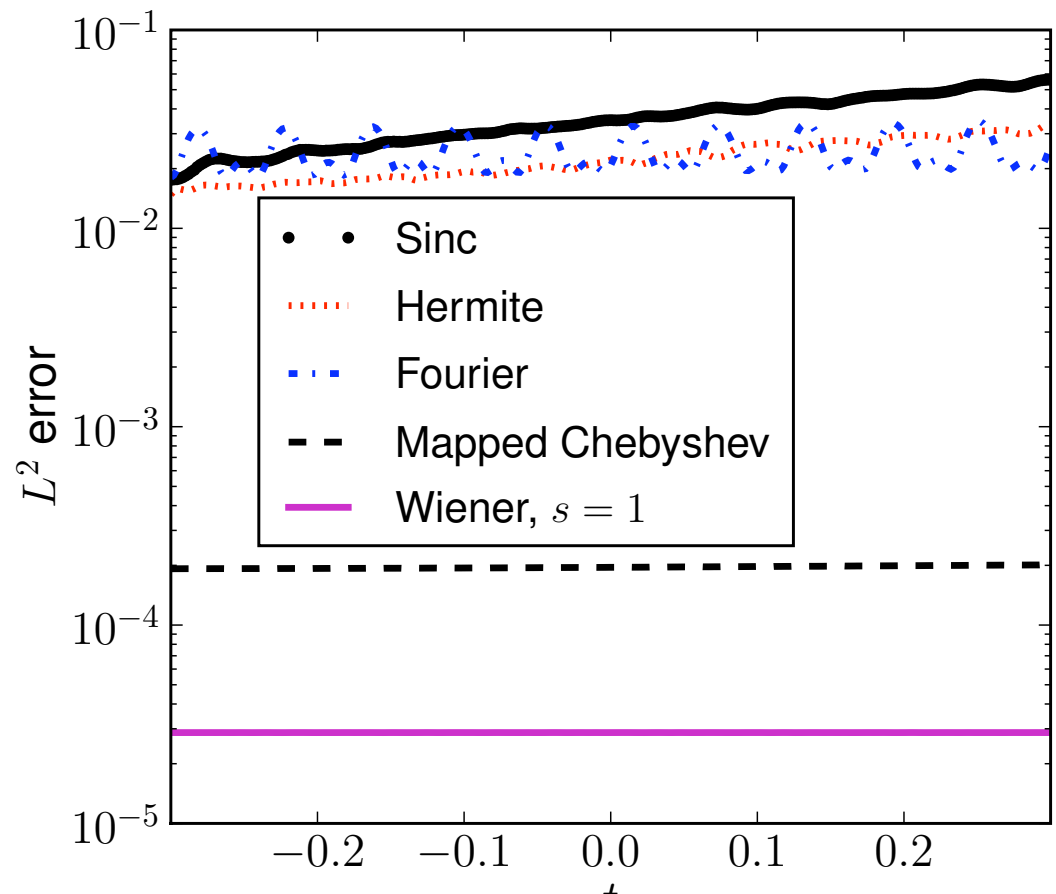 10^{-1}
10^{-2}
10^{-3}
10^{-4}
10^{-5}
L^2 error
Sinc
Hermite
Fourier
Mapped Chebyshev
Wiener, s = 1
−0.2 −0.1 0.0 0.1 0.2